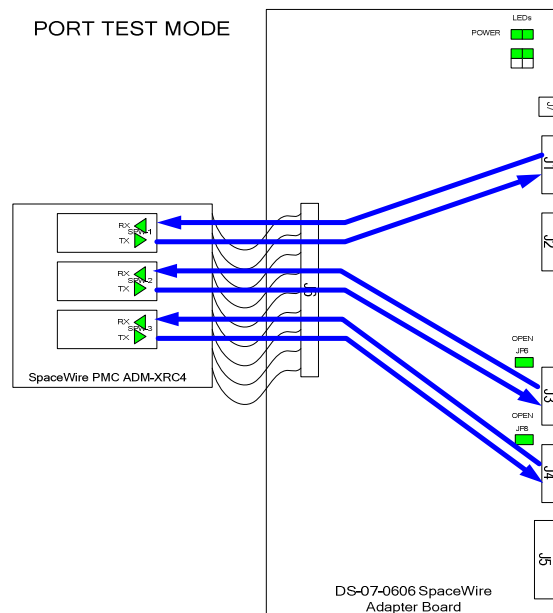 PORT TEST MODE
LEDs
POWER
J7
J1
RX
SPW-1
TX
J2
RX
SPW-2
TX
J6
RX
SPW-3
TX
OPEN
JP6
SpaceWire PMC ADM-XRC4
J3
OPEN
JP8
J4
J5
DS-07-0606 SpaceWire
Adapter Board